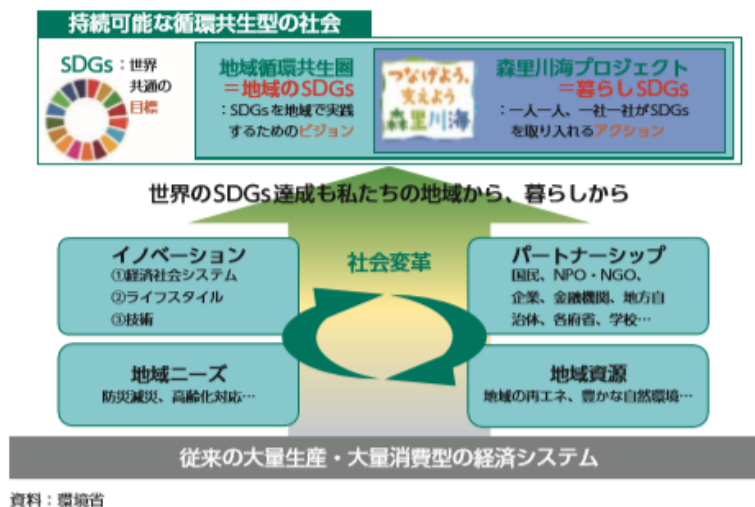 持続可能な循環共生型の社会
SDGs：世界
共通の
目標
地域循環共生圏
＝地域のSDGs
：SDGsを地域で実践
するためのビジョン
つなげよう、
支えよう
森里川海
森里川海プロジェクト
＝暮らしSDGs
：一人一人、一社一社がSDGs
を取り入れるアクション
世界のSDGs達成も私たちの地域から、暮らしから
イノベーション
①経済社会システム
②ライフスタイル
③技術
社会変革
パートナーシップ
国民、NPO・NGO、
企業、金融機関、地方自
治体、各府省、学校…
地域ニーズ
防災減災、高齢化対応…
地域資源
地域の再エネ、豊かな自然環境…
従来の大量生産・大量消費型の経済システム
資料：環境省